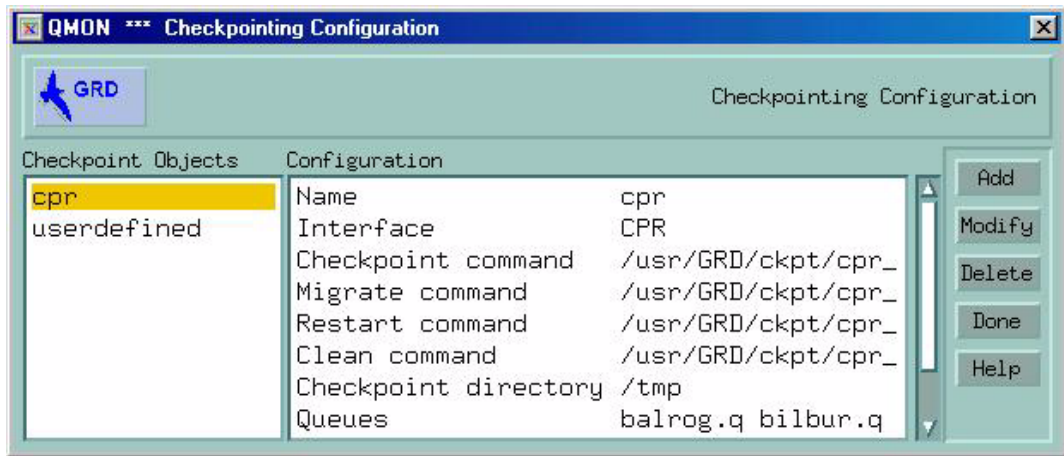 QMON *** Checkpointing Configuration
GRD
Checkpointing Configuration
Checkpoint Objects
cpr
userdefined
Configuration
Name cpr
Interface CPR
Checkpoint command /usr/GRD/ckpt/cpr_
Migrate command /usr/GRD/ckpt/cpr_
Restart command /usr/GRD/ckpt/cpr_
Clean command /usr/GRD/ckpt/cpr_
Checkpoint directory /tmp
Queues balrog.q bilbur.q
Add
Modify
Delete
Done
Help